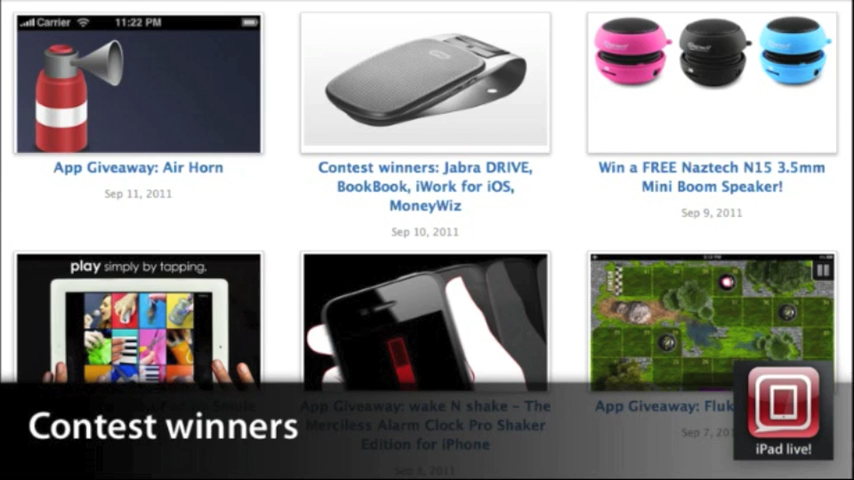 Carrier 11:22 PM
App Giveaway: Air Horn
Sep 11, 2011
Contest winners: Jabra DRIVE,
BookBook, iWork for iOS,
MoneyWiz
Sep 10, 2011
Win a FREE Naztech N15 3.5mm
Mini Boom Speaker!
Sep 9, 2011
play simply by tapping.
App Giveaway: wake N shake – The
Merciless Alarm Clock Pro Shaker
Edition for iPhone
Sep 8, 2011
App Giveaway:
Sep 7,
Contest winners
iPad live!